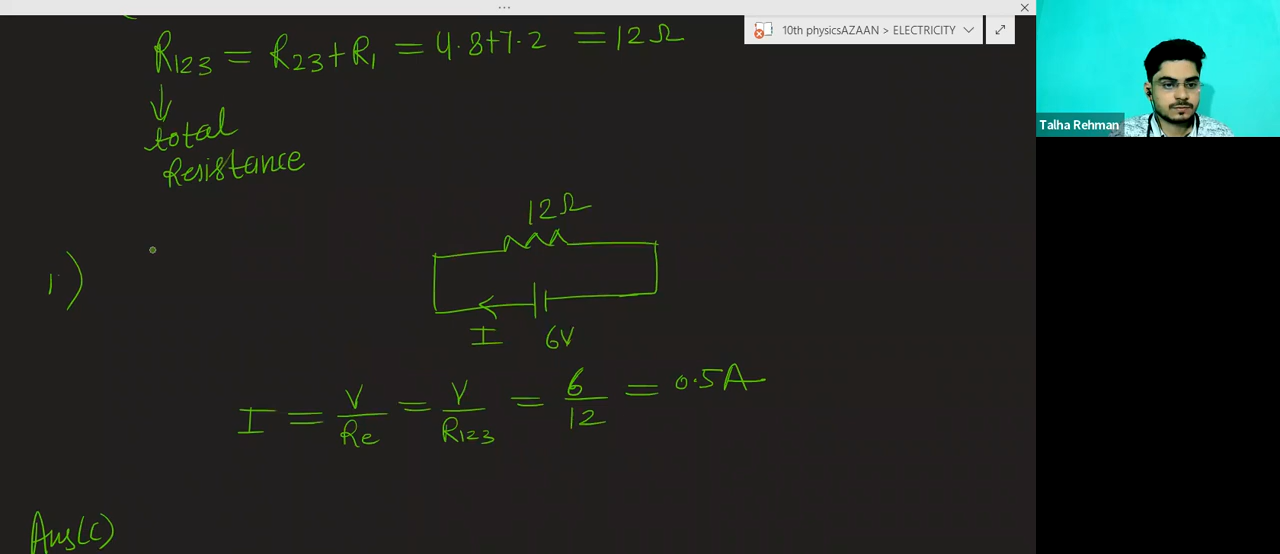 10th physicsAZAAN > ELECTRICITY
Talha Rehman
R₁₂₃ = R₂₃ + R₁ = 4.8+7.2 = 12Ω
↓
total
Resistance
12Ω
1)
I
6V
I = V/Re = V/R₁₂₃ = 6/12 = 0.5A
Ans(c)